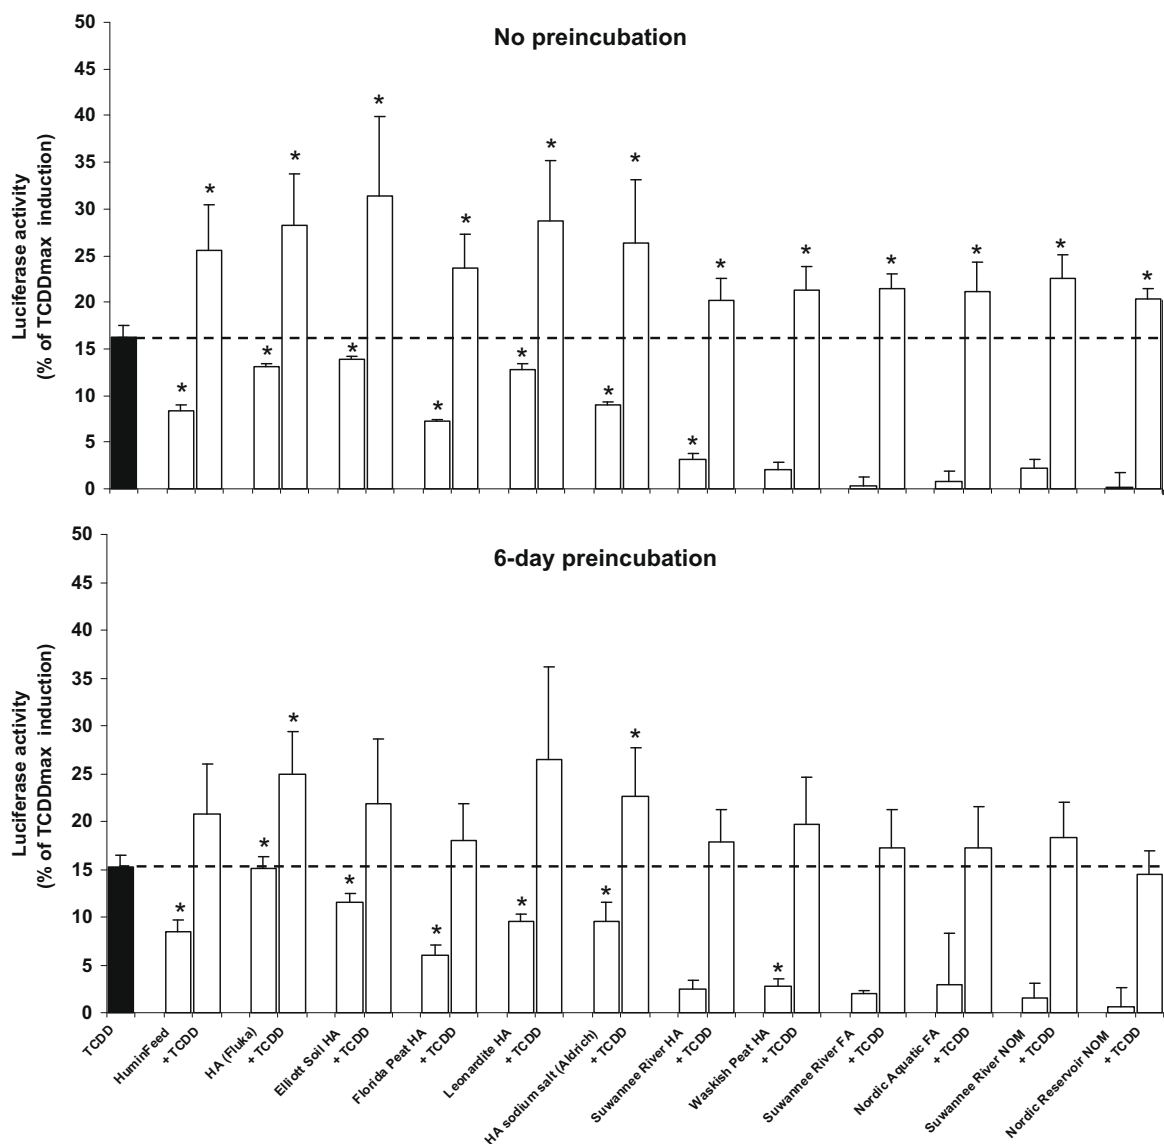 No preincubation
Luciferase activity
(% of TCDDmax induction)
50
45
40
35
30
25
20
15
10
5
0
* * * * * * * * * * * *
* * * * * * *
6-day preincubation
Luciferase activity
(% of TCDDmax induction)
50
45
40
35
30
25
20
15
10
5
0
* *
* * * * * * *
TCDD
HuminFeed
+ TCDD
HA (Fluka)
+ TCDD
Elliott Soil HA
+ TCDD
Florida Peat HA
+ TCDD
Leonardite HA
+ TCDD
HA sodium salt (Aldrich)
+ TCDD
Suwannee River HA
+ TCDD
Waskish Peat HA
+ TCDD
Suwannee River FA
+ TCDD
Nordic Aquatic FA
+ TCDD
Suwannee River NOM
+ TCDD
Nordic Reservoir NOM
+ TCDD